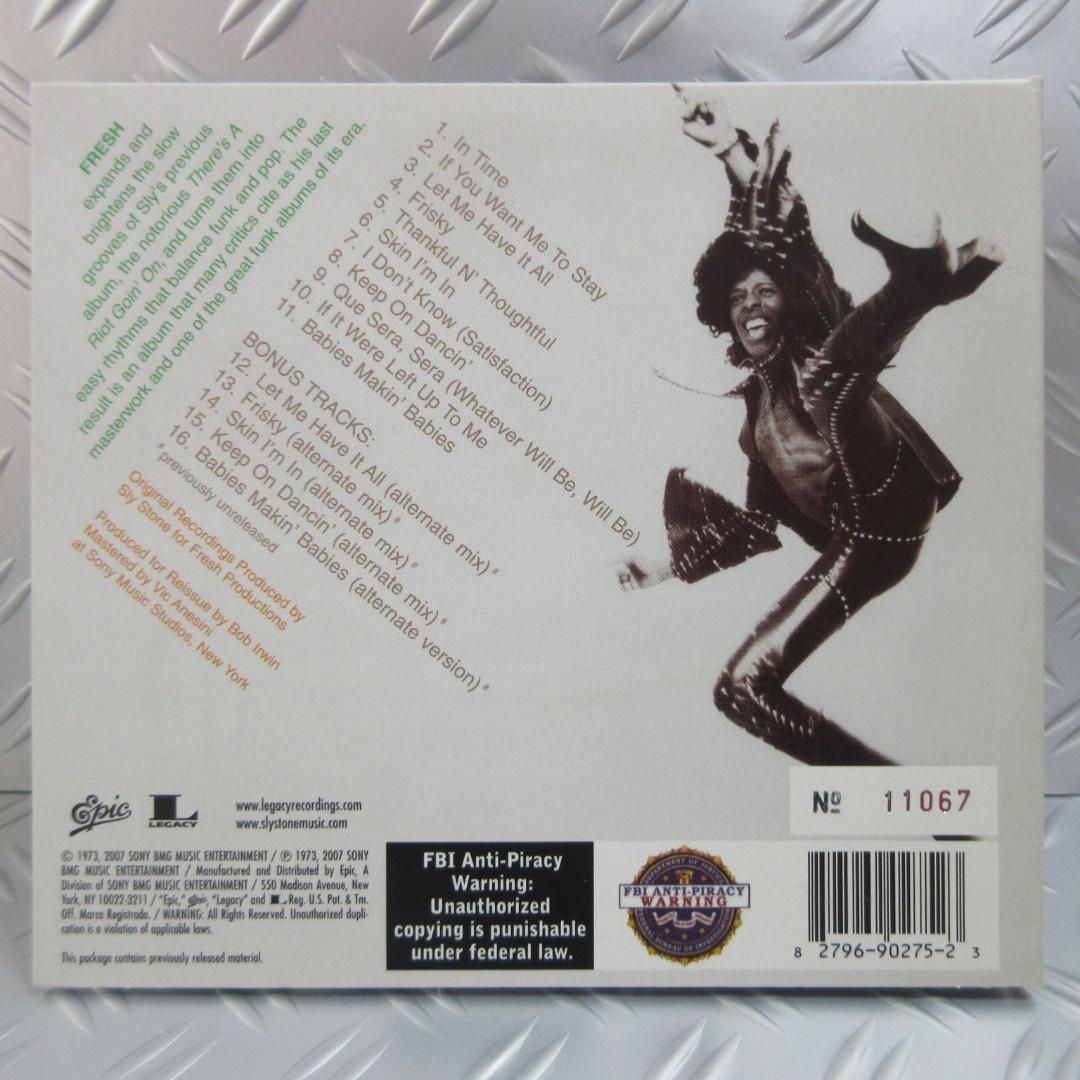 FRESH
expands and
brightens the slow
grooves of Sly's previous
album, the notorious There's A
Riot Goin' On, and turns them into
easy rhythms that balance funk and pop. The
result is an album that many critics cite as his last
masterwork and one of the great funk albums of its era.
1. In Time
2. If You Want Me To Stay
3. Let Me Have It All
4. Frisky
5. Thankful N' Thoughtful
6. Skin I'm In
7. I Don't Know (Satisfaction)
8. Keep On Dancin'
9. Que Sera, Sera (Whatever Will Be, Will Be)
10. If It Were Left Up To Me
11. Babies Makin' Babies
BONUS TRACKS:
12. Let Me Have It All (alternate mix)*
13. Frisky (alternate mix)*
14. Skin I'm In (alternate mix)*
15. Keep On Dancin' (alternate mix)*
16. Babies Makin' Babies (alternate version)*
*previously unreleased
Original Recordings Produced by
Sly Stone for Fresh Productions
Produced for Reissue by Bob Irwin
Mastered by Vic Anesini
at Sony Music Studios, New York
Epic
L
LEGACY
www.legacyrecordings.com
www.slystonemusic.com
Nº 11067
© 1973, 2007 SONY BMG MUSIC ENTERTAINMENT / ℗ 1973, 2007 SONY
BMG MUSIC ENTERTAINMENT / Manufactured and Distributed by Epic, A
Division of SONY BMG MUSIC ENTERTAINMENT / 550 Madison Avenue, New
York, NY 10022-3211 / "Epic," Epic, "Legacy" and L Reg. U.S. Pat. & Tm.
Off. Marca Registrada. / WARNING: All Rights Reserved. Unauthorized dupli-
cation is a violation of applicable laws.
This package contains previously released material.
FBI Anti-Piracy
Warning:
Unauthorized
copying is punishable
under federal law.
DEPARTMENT OF JUSTICE
FBI ANTI-PIRACY
WARNING
FEDERAL BUREAU OF INVESTIGATION
8 2796-90275-2 3